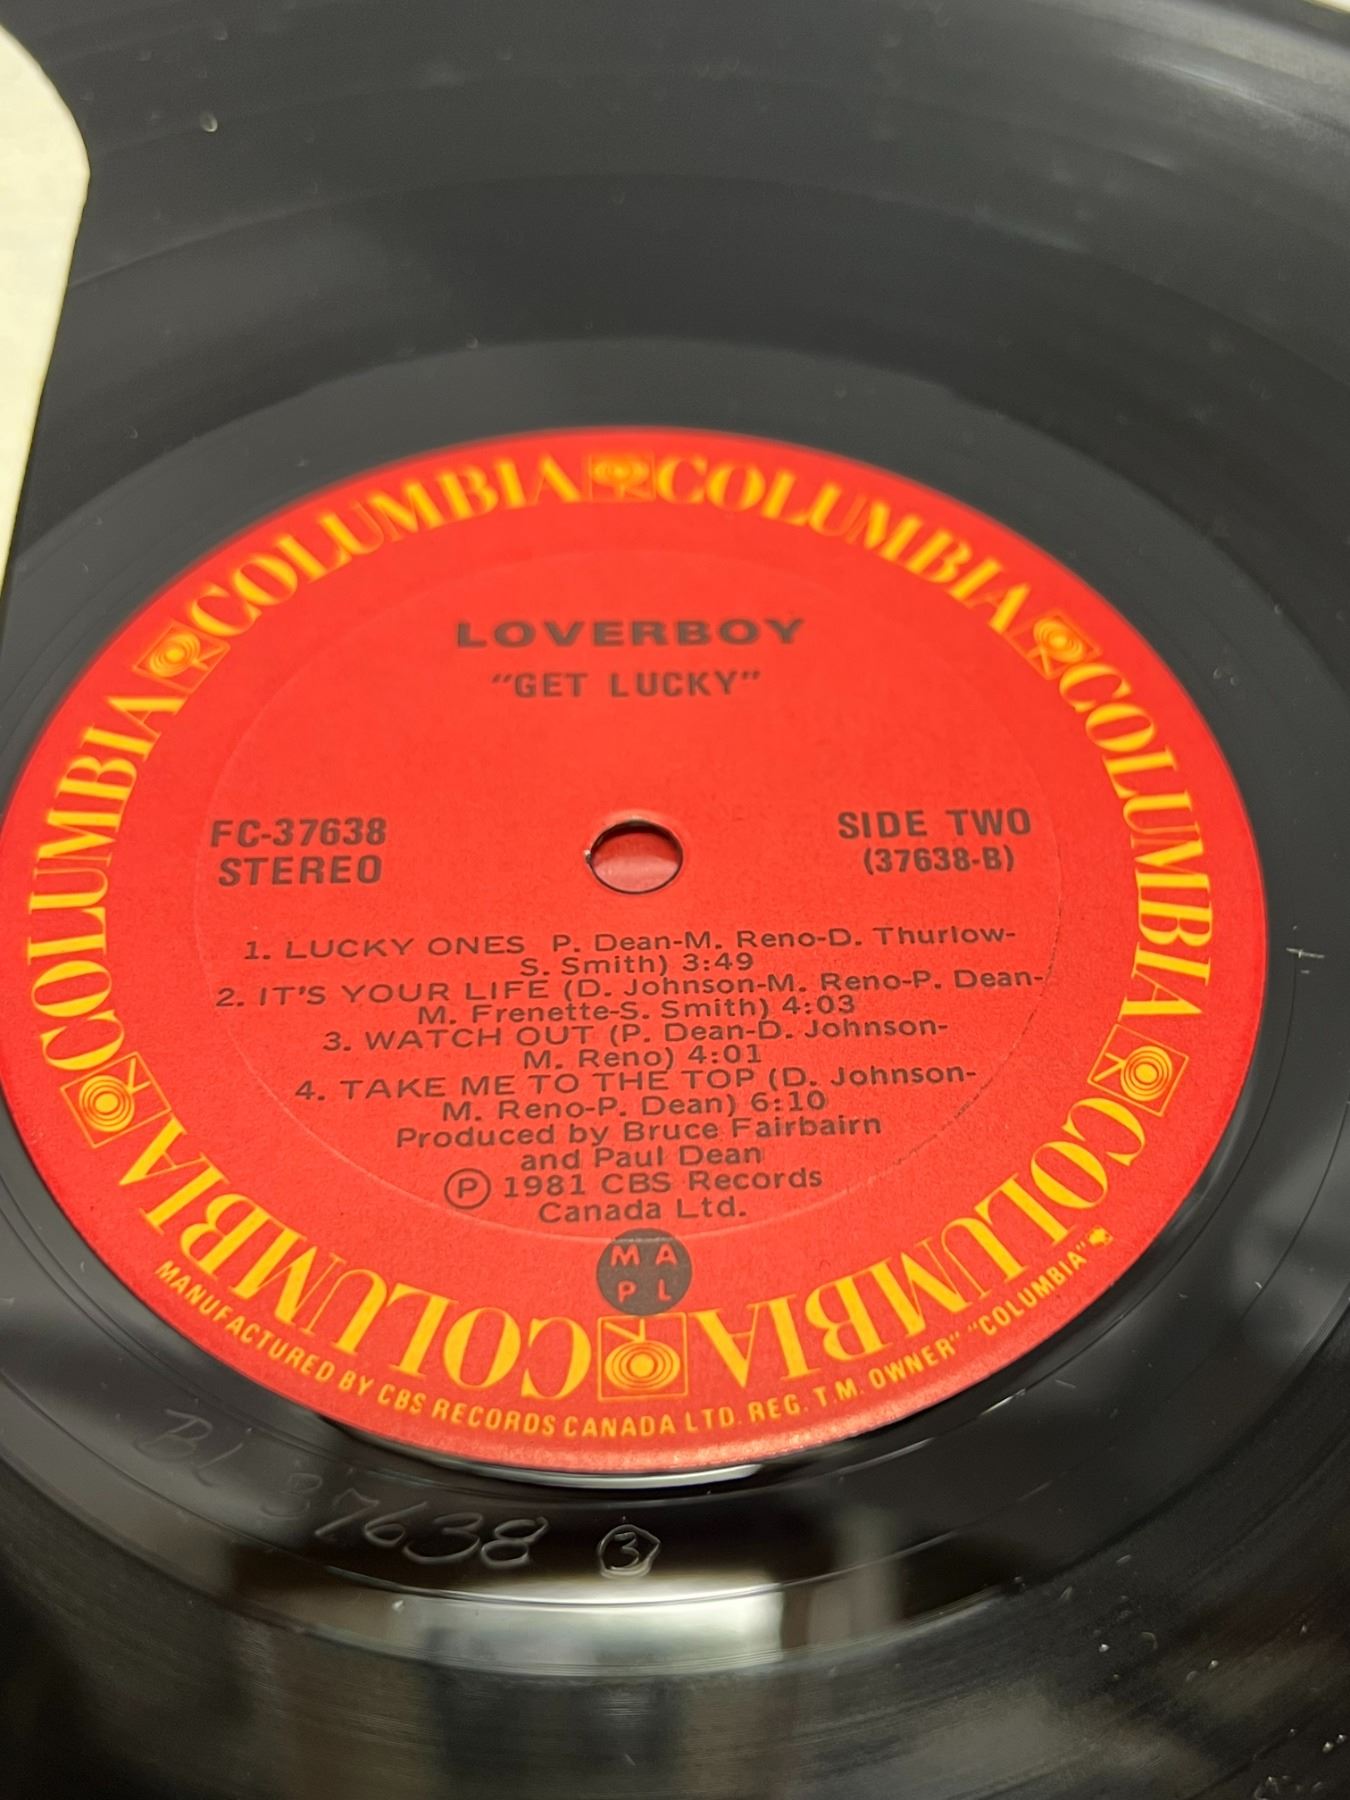 COLUMBIA COLUMBIA COLUMBIA COLUMBIA COLUMBIA COLUMBIA
LOVERBOY
"GET LUCKY"
FC-37638
STEREO
SIDE TWO
(37638-B)
1. LUCKY ONES P. Dean-M. Reno-D. Thurlow-
S. Smith) 3:49
2. IT'S YOUR LIFE (D. Johnson-M. Reno-P. Dean-
M. Frenette-S. Smith) 4:03
3. WATCH OUT (P. Dean-D. Johnson-
M. Reno) 4:01
4. TAKE ME TO THE TOP (D. Johnson-
M. Reno-P. Dean) 6:10
Produced by Bruce Fairbairn
and Paul Dean
Ⓟ 1981 CBS Records
Canada Ltd.
M A
P L
MANUFACTURED BY CBS RECORDS CANADA LTD. REG. T.M. OWNER" "COLUMBIA"
BL 37638 3